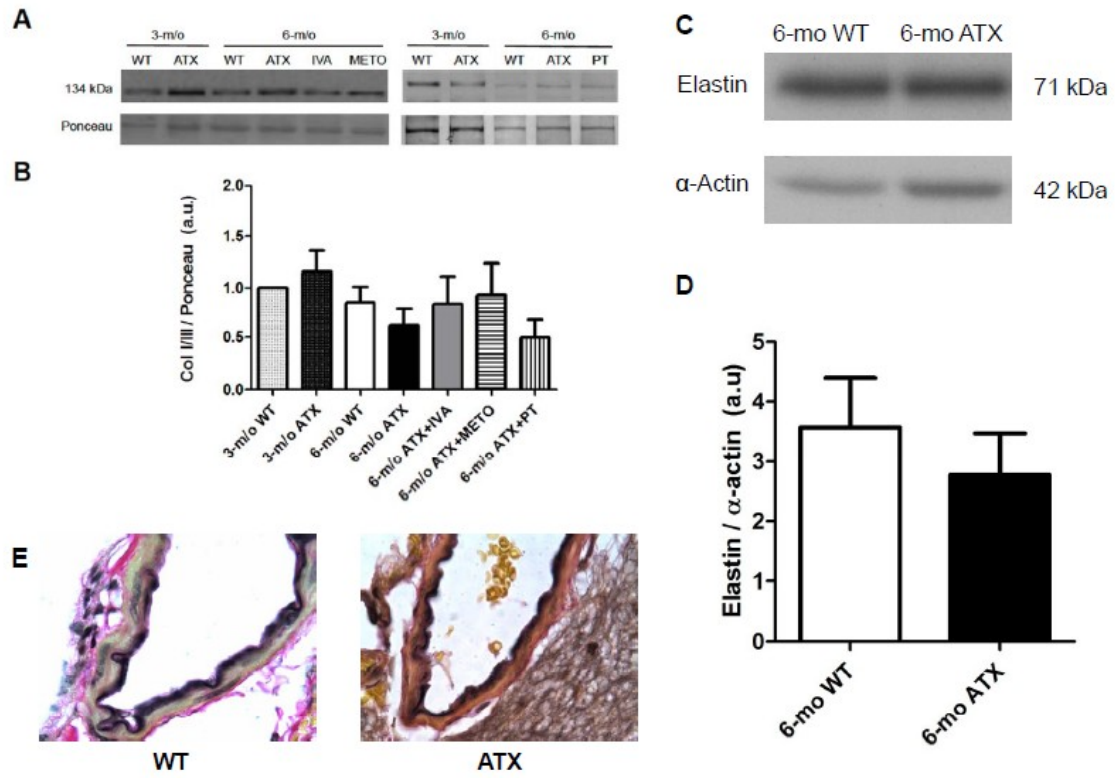 A
3-m/o 6-m/o 3-m/o 6-m/o
WT ATX WT ATX IVA METO WT ATX WT ATX PT
134 kDa
Ponceau
B
Col I/III / Ponceau (a.u.)
2.0
1.5
1.0
0.5
0.0
3-m/o WT
3-m/o ATX
6-m/o WT
6-m/o ATX
6-m/o ATX+IVA
6-m/o ATX+METO
6-m/o ATX+PT
C
6-mo WT 6-mo ATX
Elastin 71 kDa
α-Actin 42 kDa
D
Elastin / α-actin (a.u)
5
4
3
2
1
0
6-mo WT
6-mo ATX
E
WT ATX